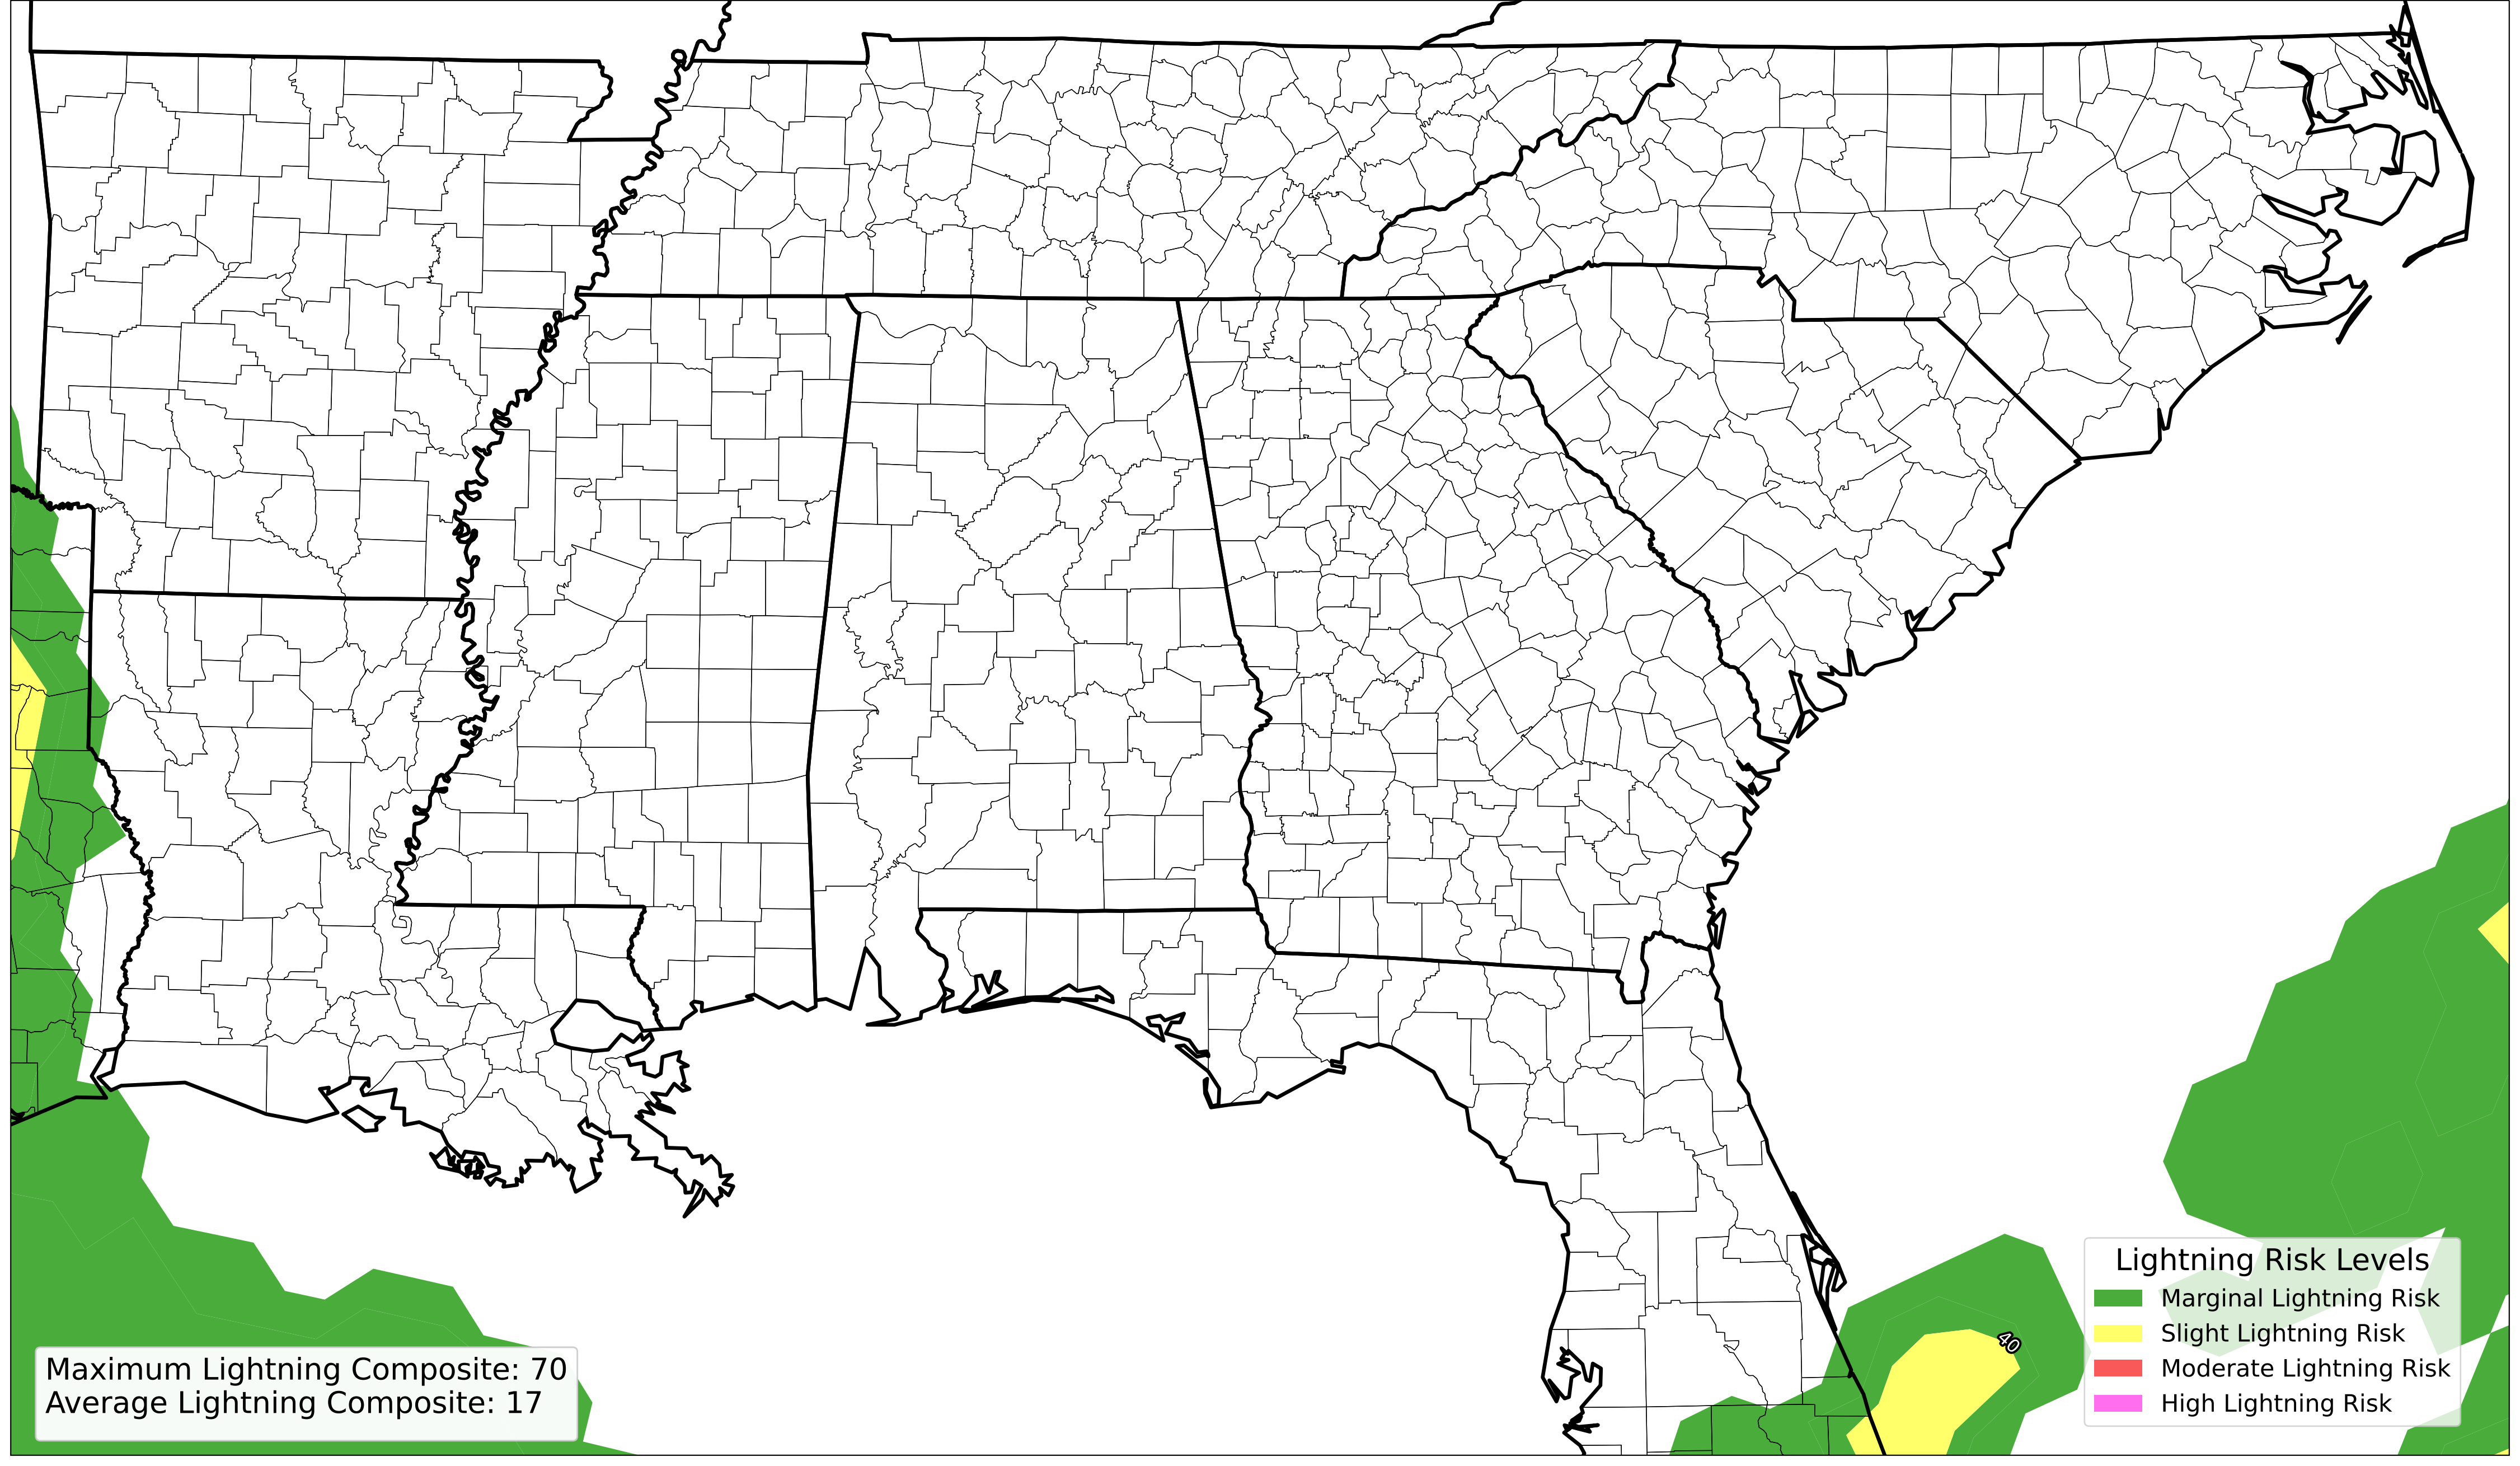 40
Maximum Lightning Composite: 70
Average Lightning Composite: 17
Lightning Risk Levels
Marginal Lightning Risk
Slight Lightning Risk
Moderate Lightning Risk
High Lightning Risk